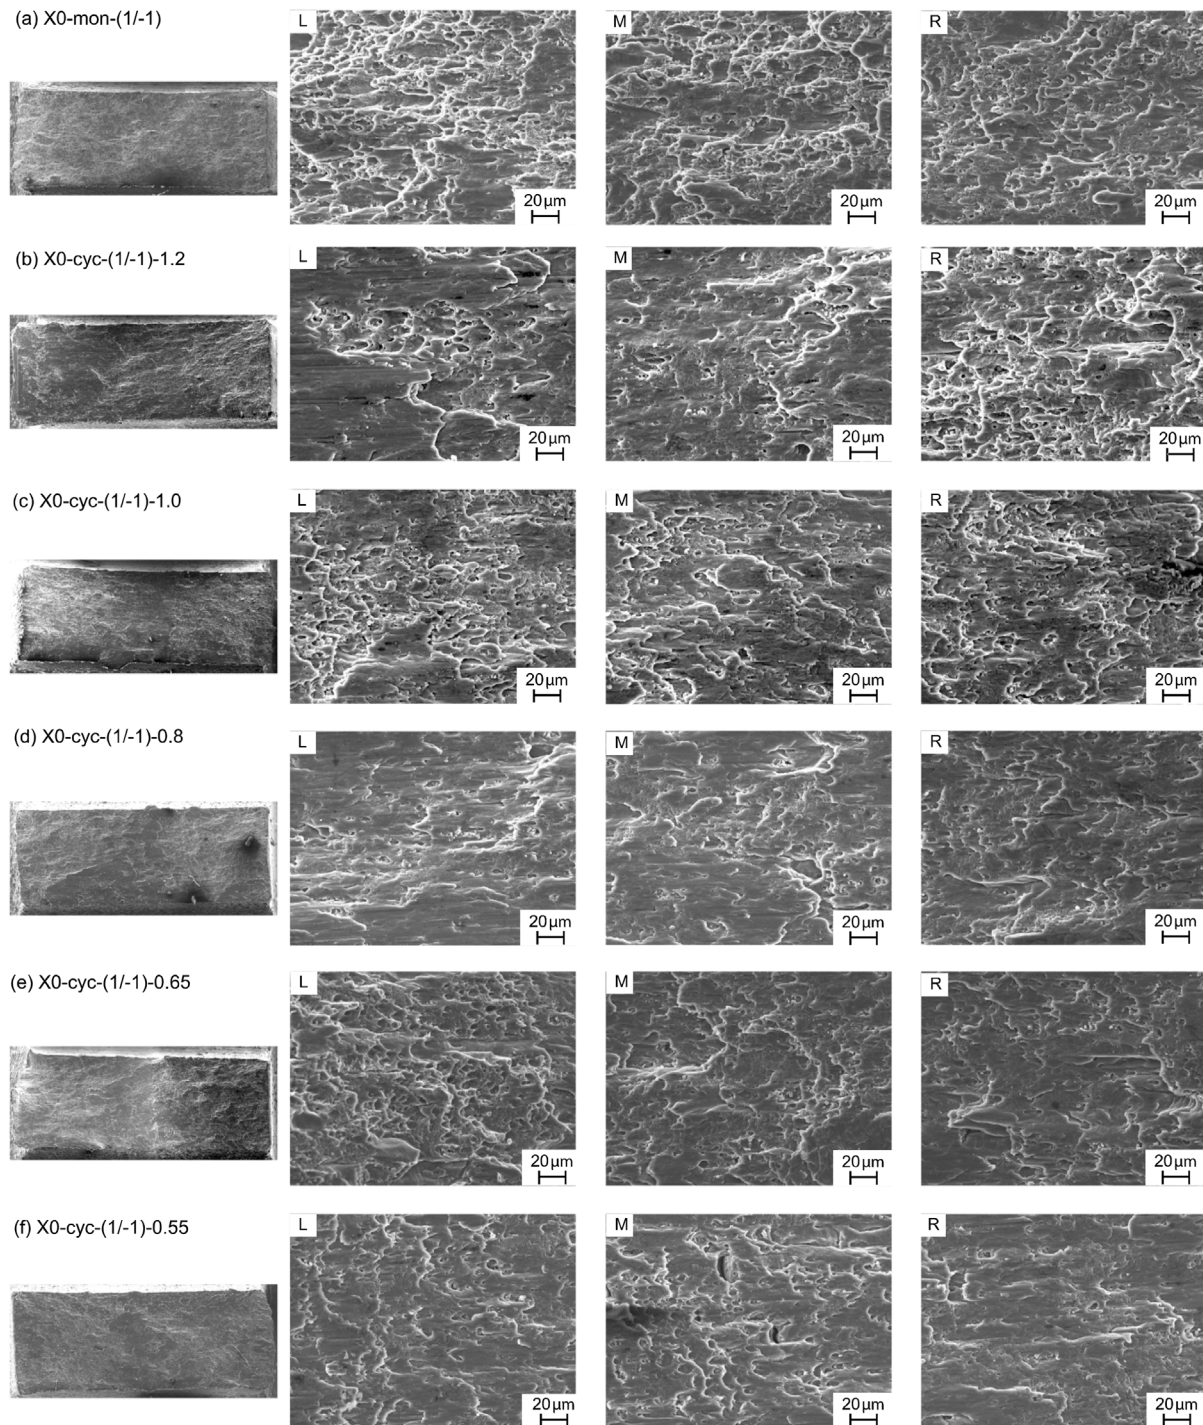 (a) X0-mon-(1/-1)
L
M
R
20μm
20μm
20μm
(b) X0-cyc-(1/-1)-1.2
L
M
R
20μm
20μm
20μm
(c) X0-cyc-(1/-1)-1.0
L
M
R
20μm
20μm
20μm
(d) X0-cyc-(1/-1)-0.8
L
M
R
20μm
20μm
20μm
(e) X0-cyc-(1/-1)-0.65
L
M
R
20μm
20μm
20μm
(f) X0-cyc-(1/-1)-0.55
L
M
R
20μm
20μm
20μm